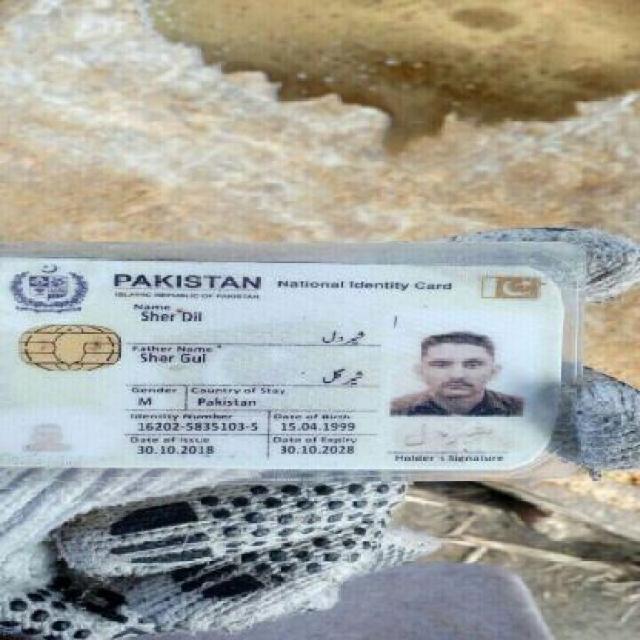 PAKISTAN National Identity Card
ISLAMIC REPUBLIC OF PAKISTAN
Name
Sher Dil
شیر دل
Father Name
Sher Gul
شیر گل
Gender Country of Stay
M Pakistan
Identity Number Date of Birth
16202-5835103-5 15.04.1999
Date of Issue Date of Expiry
30.10.2018 30.10.2028
شیر دل
Holder's Signature